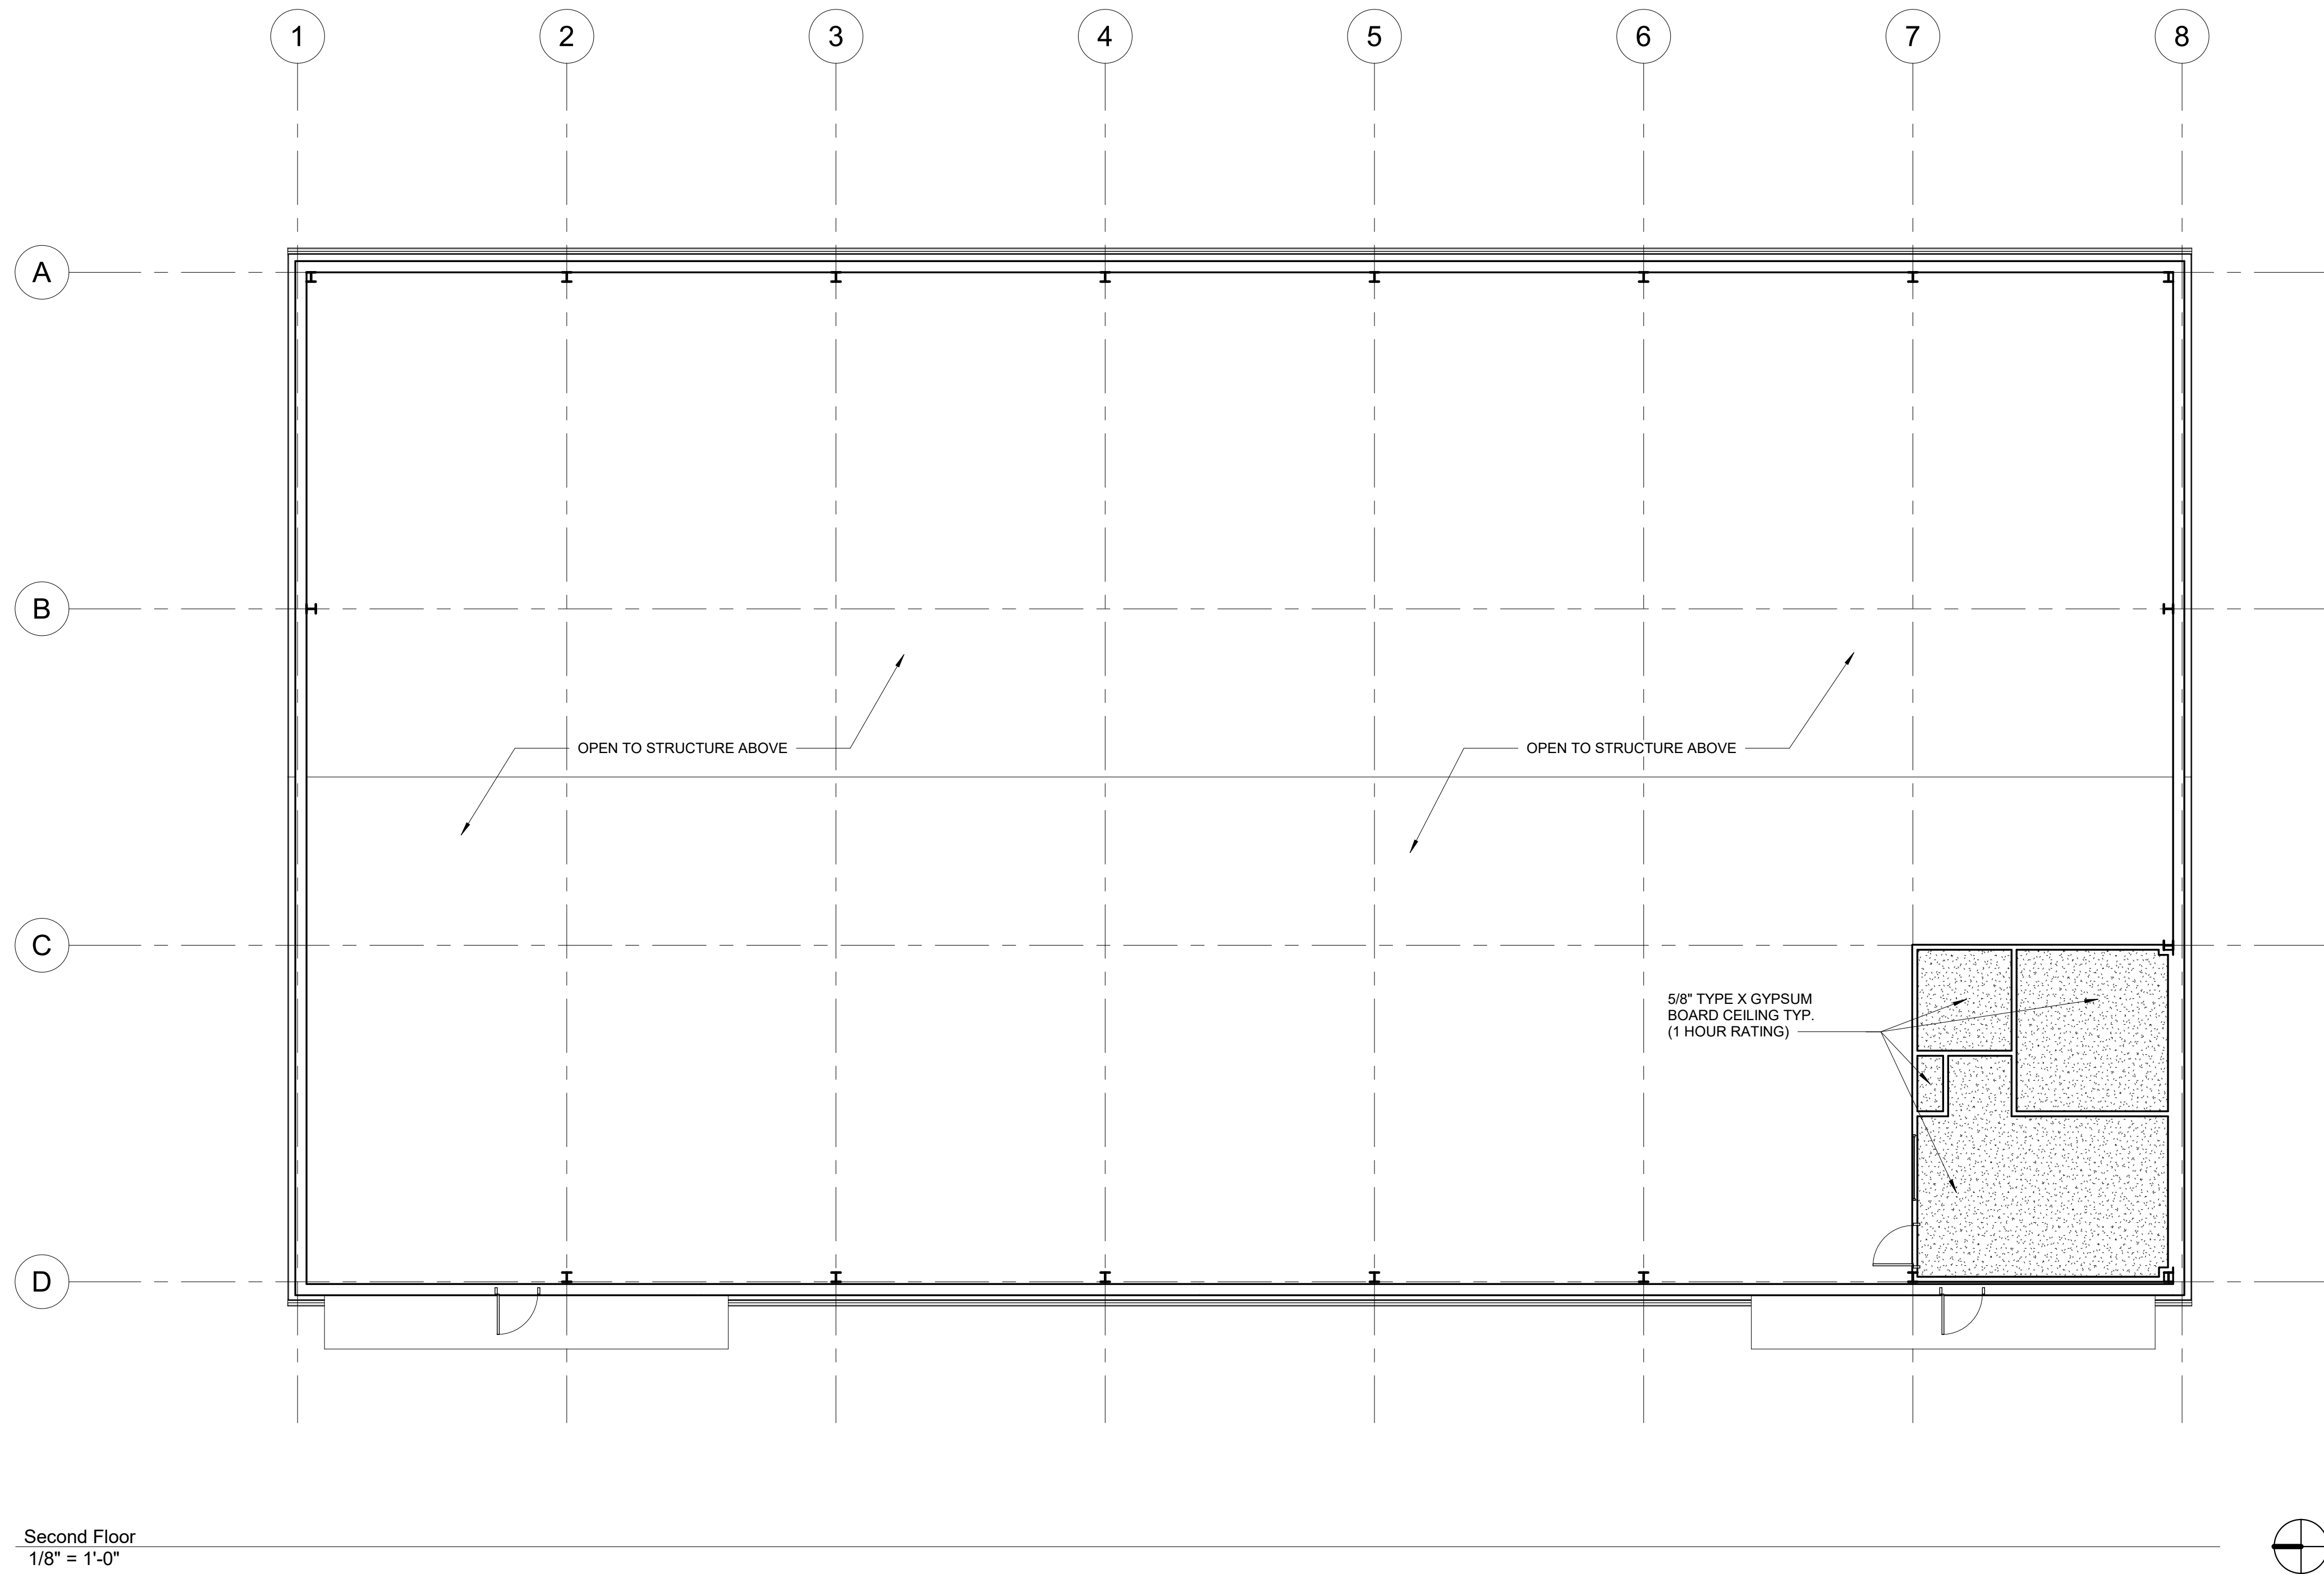 1 2 3 4 5 6 7 8
A
B
OPEN TO STRUCTURE ABOVE OPEN TO STRUCTURE ABOVE
C
5/8" TYPE X GYPSUM
BOARD CEILING TYP.
(1 HOUR RATING)
D
Second Floor
1/8" = 1'-0"